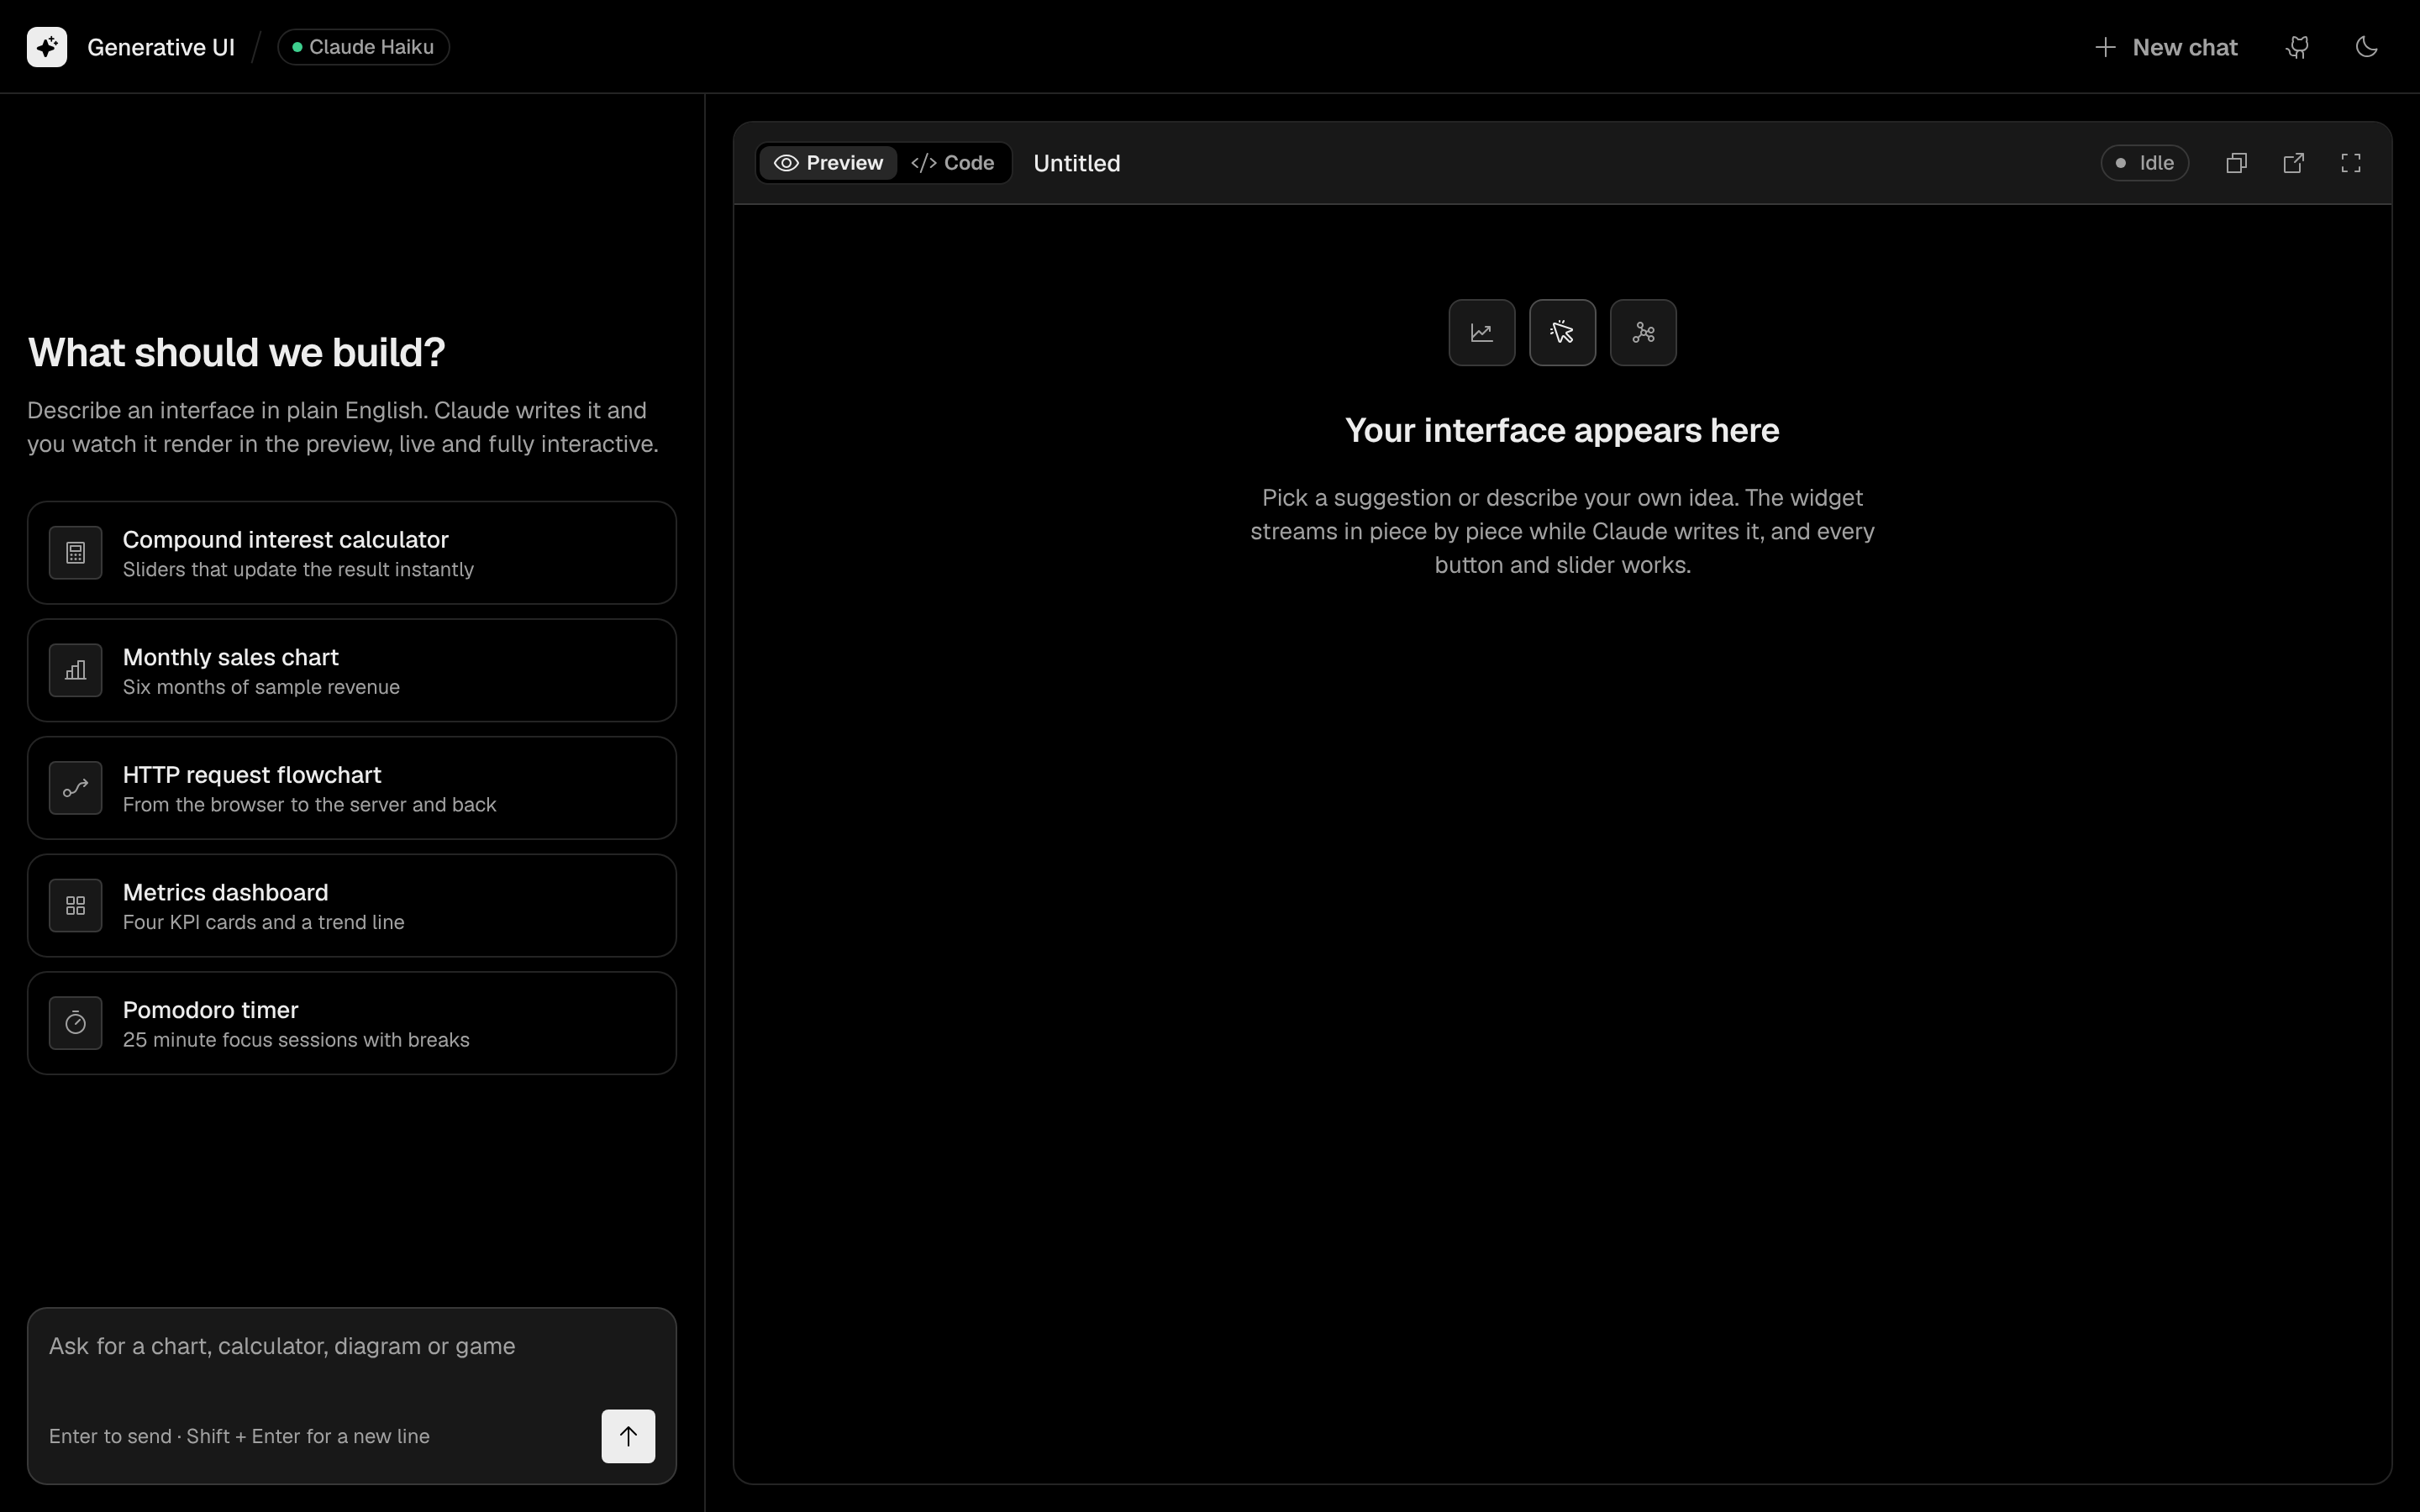 Generative UI
Claude Haiku
New chat
What should we build?
Describe an interface in plain English. Claude writes it and
you watch it render in the preview, live and fully interactive.
Compound interest calculator
Sliders that update the result instantly
Monthly sales chart
Six months of sample revenue
HTTP request flowchart
From the browser to the server and back
Metrics dashboard
Four KPI cards and a trend line
Pomodoro timer
25 minute focus sessions with breaks
Ask for a chart, calculator, diagram or game
Enter to send · Shift + Enter for a new line
Preview
</> Code
Untitled
Idle
Your interface appears here
Pick a suggestion or describe your own idea. The widget
streams in piece by piece while Claude writes it, and every
button and slider works.